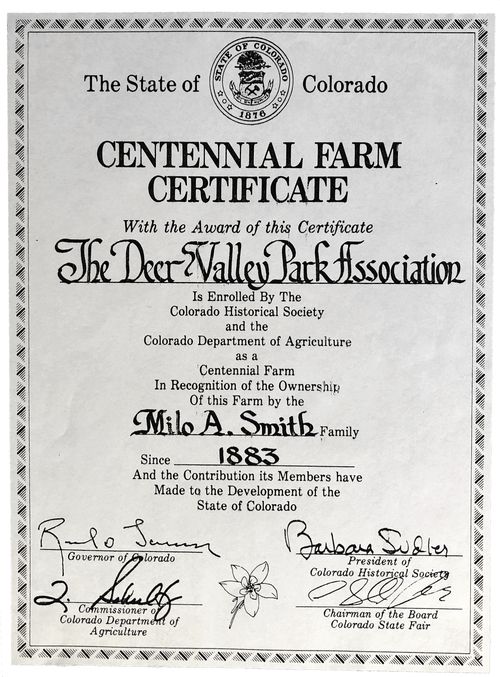 The State of Colorado
STATE OF COLORADO
1876
CENTENNIAL FARM
CERTIFICATE
With the Award of this Certificate
The Deer Valley Park Association
Is Enrolled By The
Colorado Historical Society
and the
Colorado Department of Agriculture
as a
Centennial Farm
In Recognition of the Ownership
Of this Farm by the
Milo A. Smith Family
Since 1883
And the Contribution its Members have
Made to the Development of the
State of Colorado
Governor of Colorado
Barbara Sudler
President of
Colorado Historical Society
Commissioner of
Colorado Department of
Agriculture
Chairman of the Board
Colorado State Fair